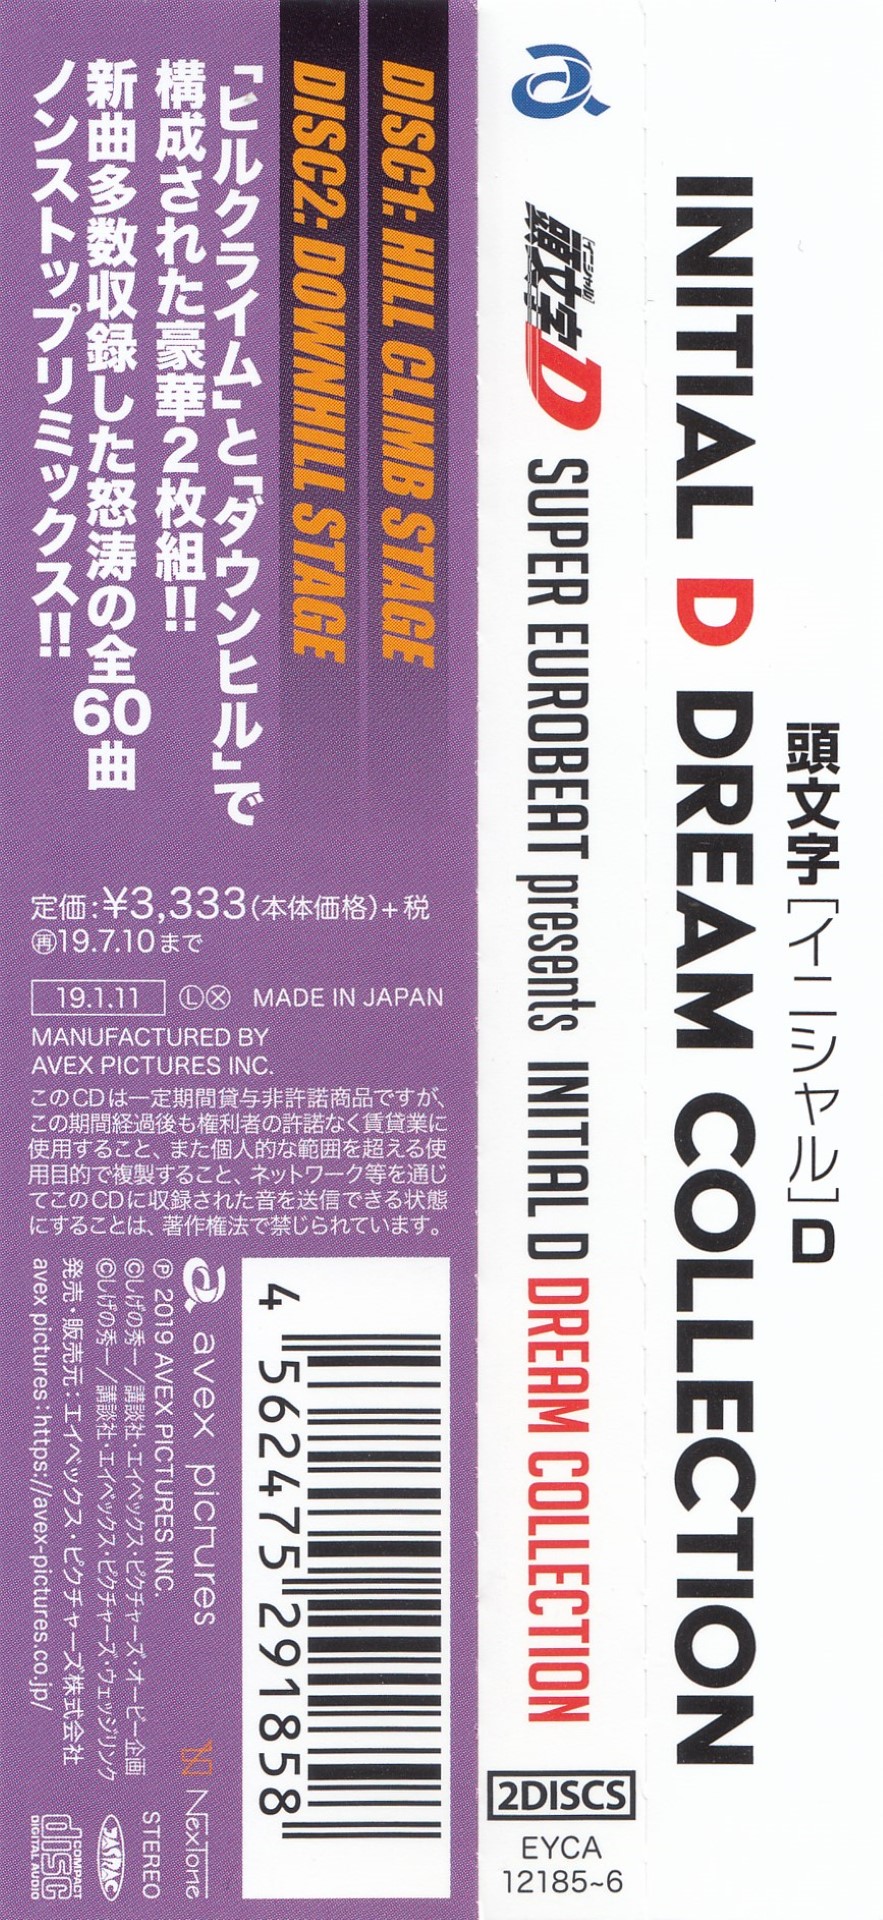 頭文字[イニシャル]D
INITIAL D DREAM COLLECTION
頭文字D
イニシャル
SUPER EUROBEAT presents INITIAL D DREAM COLLECTION
2DISCS
EYCA
12185~6
DISC1: HILL CLIMB STAGE
DISC2: DOWNHILL STAGE
「ヒルクライム」と「ダウンヒル」で
構成された豪華2枚組!!
新曲多数収録した怒涛の全60曲
ノンストップリミックス!!
定価:¥3,333(本体価格)+税
㊢19.7.10まで
19.1.11 Ⓛⓧ MADE IN JAPAN
MANUFACTURED BY
AVEX PICTURES INC.
このCDは一定期間貸与非許諾商品ですが、
この期間経過後も権利者の許諾なく賃貸業に
使用すること、また個人的な範囲を超える使
用目的で複製すること、ネットワーク等を通じ
てこのCDに収録された音を送信できる状態
にすることは、著作権法で禁じられています。
4 562475 291858
avex pictures
℗ 2019 AVEX PICTURES INC.
©しげの秀一/講談社・エイベックス・ピクチャーズ・オービー企画
©しげの秀一/講談社・エイベックス・ピクチャーズ・ウェッジリンク
発売・販売元:エイベックス・ピクチャーズ株式会社
avex pictures:https://avex-pictures.co.jp/
NexTone
STEREO
JASRAC
COMPACT
disc
DIGITAL AUDIO